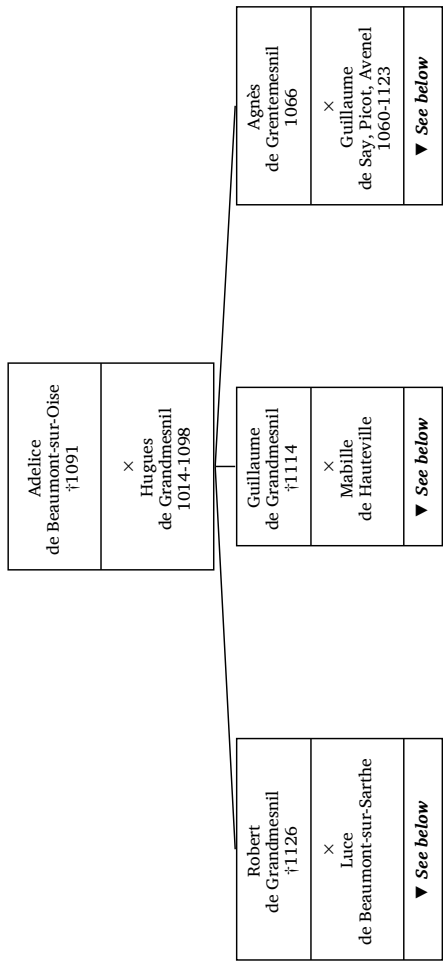 Adelice
de Beaumont-sur-Oise
†1091
×
Hugues
de Grandmesnil
1014-1098
Robert
de Grandmesnil
†1126
×
Luce
de Beaumont-sur-Sarthe
▼ See below
Guillaume
de Grandmesnil
†1114
×
Mabille
de Hauteville
▼ See below
Agnès
de Grentemesnil
1066
×
Guillaume
de Say, Picot, Avenel
1060-1123
▼ See below